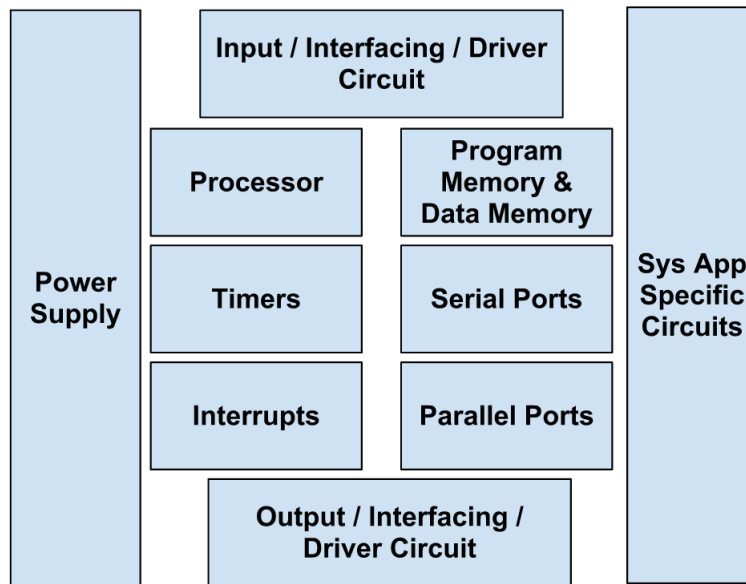 Input / Interfacing / Driver
Circuit
Processor
Program
Memory &
Data Memory
Power
Supply
Timers
Serial Ports
Sys App
Specific
Circuits
Interrupts
Parallel Ports
Output / Interfacing /
Driver Circuit